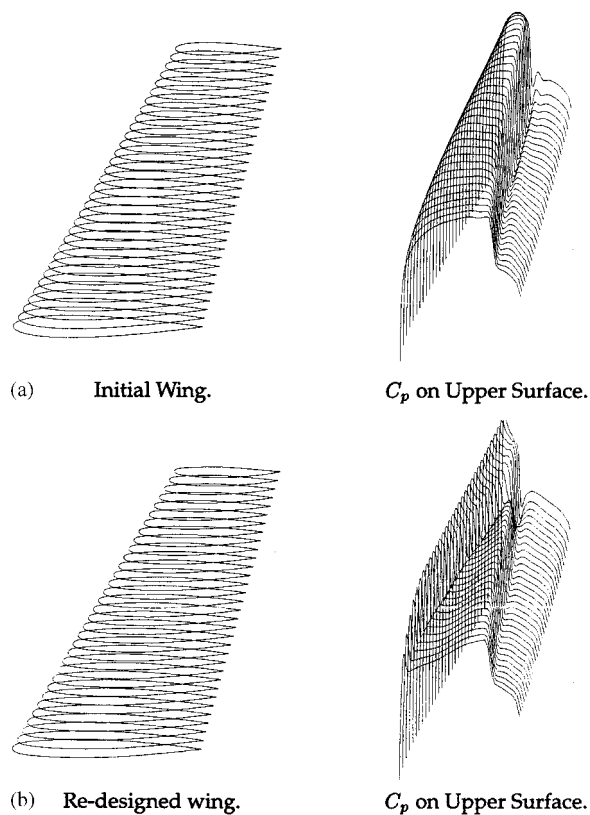 (a) Initial Wing. C_p on Upper Surface.
(b) Re-designed wing. C_p on Upper Surface.